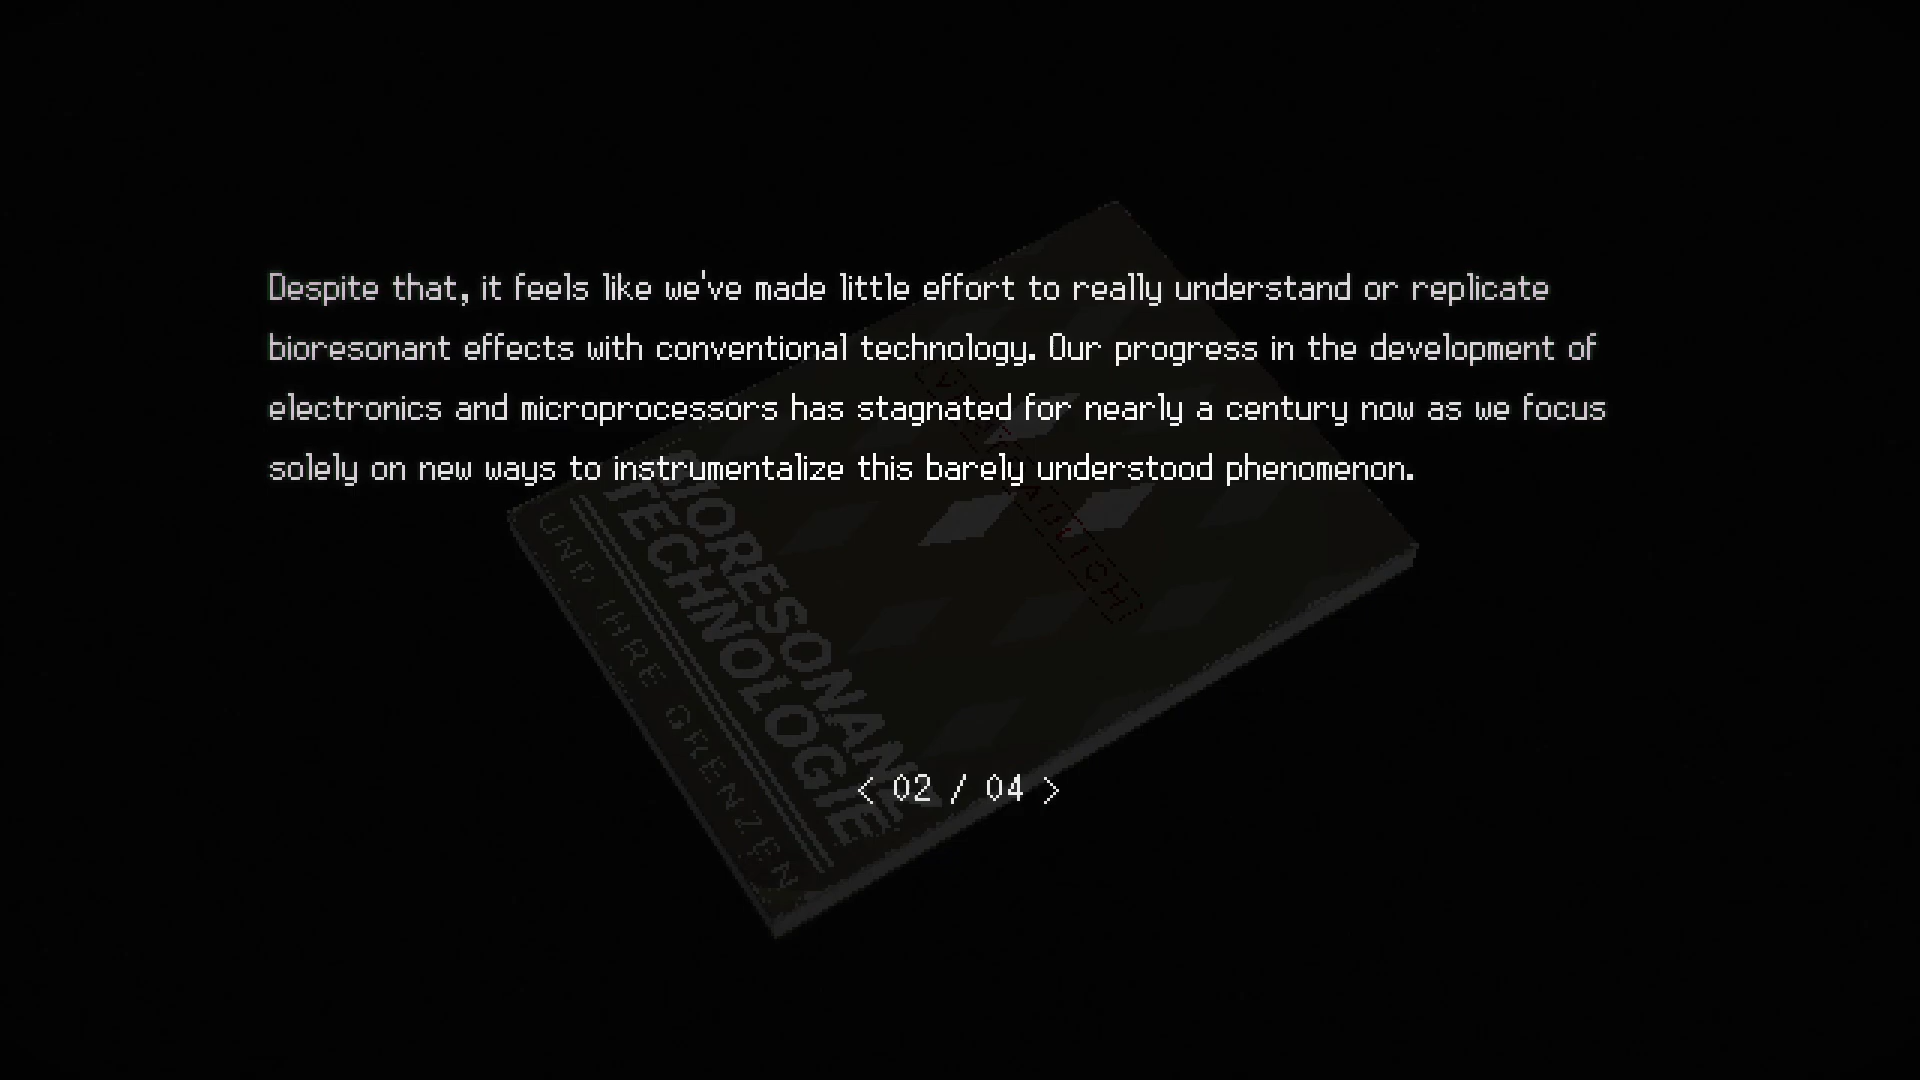 Despite that, it feels like we've made little effort to really understand or replicate
bioresonant effects with conventional technology. Our progress in the development of
electronics and microprocessors has stagnated for nearly a century now as we focus
solely on new ways to instrumentalize this barely understood phenomenon.
BIORESONANZ
TECHNOLOGIE
UND IHRE GRENZEN
< 02 / 04 >